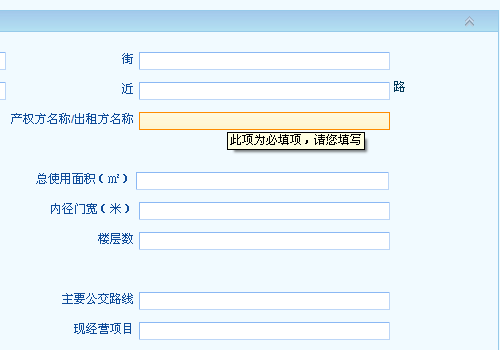 街
近 路
产权方名称/出租方名称
此项为必填项，请您填写
总使用面积（㎡）
内径门宽（米）
楼层数
主要公交路线
现经营项目